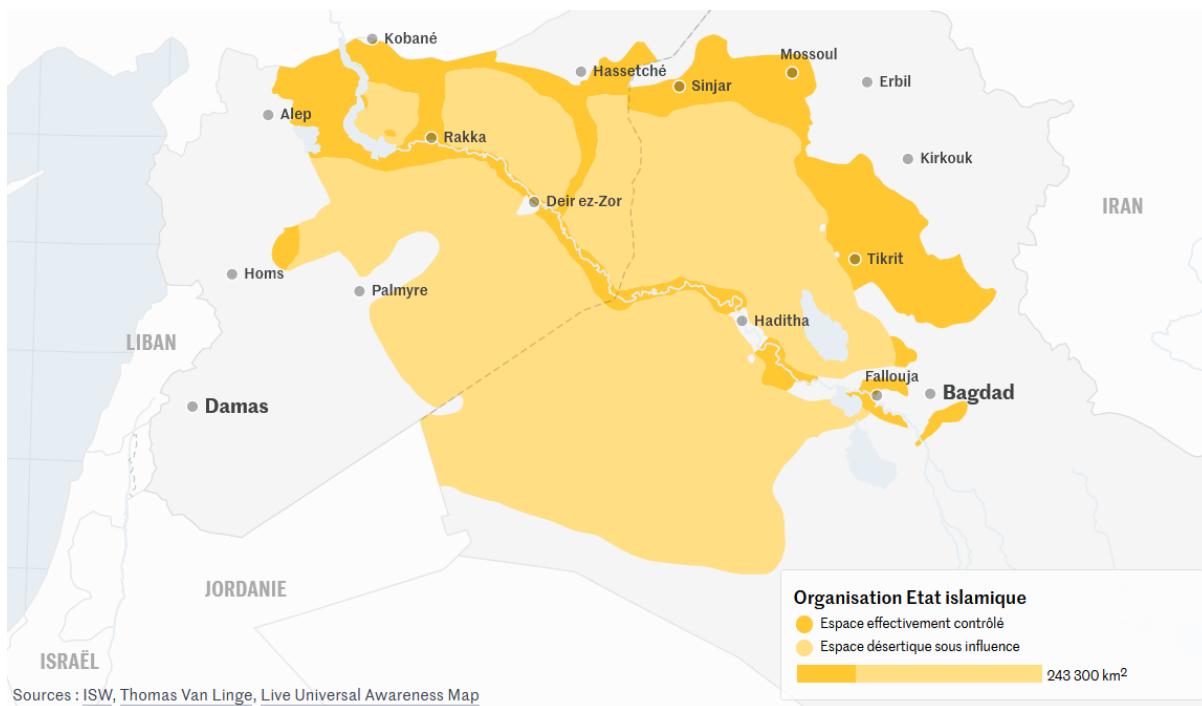 Kobané
Mossoul
Hassetché
Erbil
Sinjar
Alep
Rakka
Kirkouk
Deir ez-Zor
IRAN
Tikrit
Homs
Palmyre
Haditha
LIBAN
Fallouja
Bagdad
Damas
JORDANIE
ISRAËL
Organisation Etat islamique
Espace effectivement contrôlé
Espace désertique sous influence
243 300 km²
Sources : ISW, Thomas Van Linge, Live Universal Awareness Map